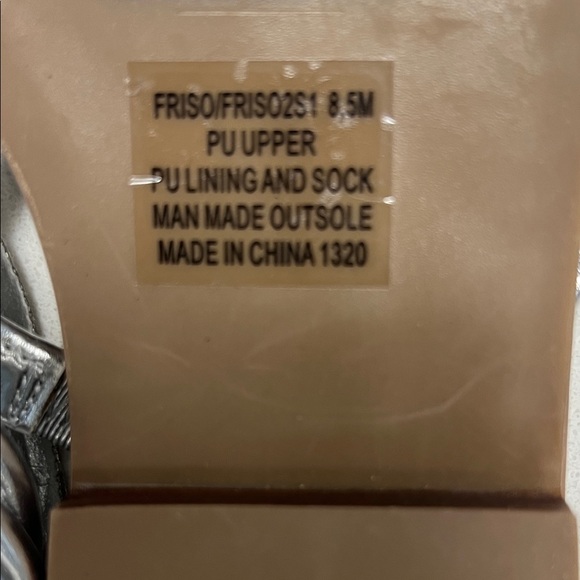 FRISO/FRISO2S1 8.5M
PU UPPER
PU LINING AND SOCK
MAN MADE OUTSOLE
MADE IN CHINA 1320